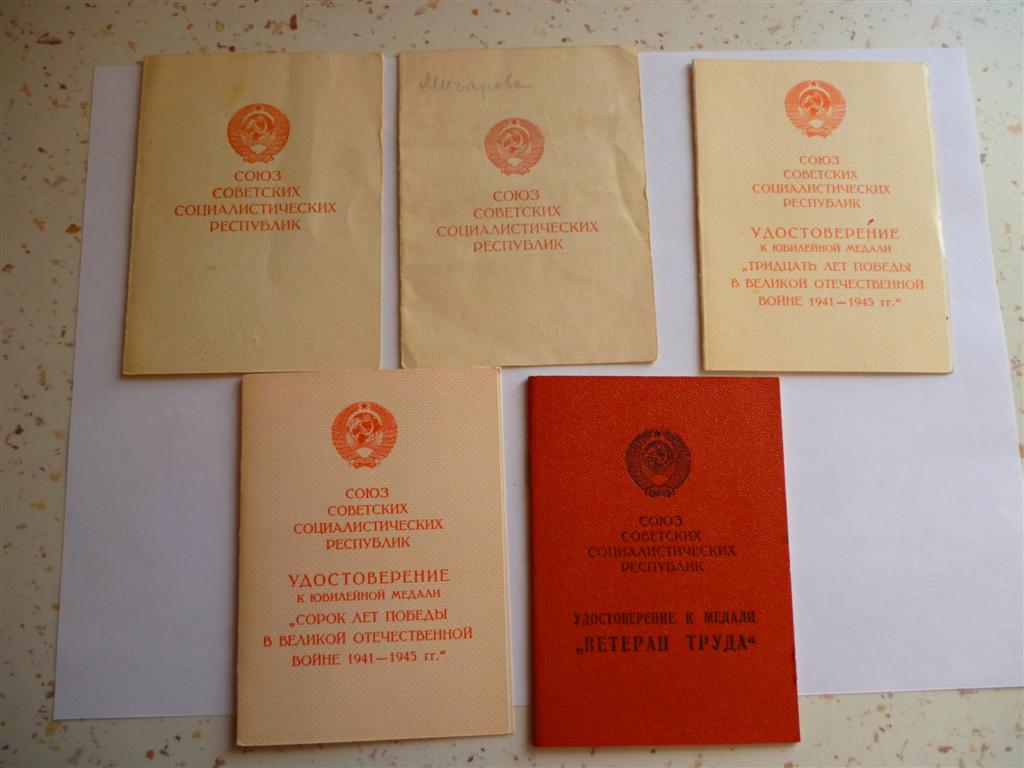 СОЮЗ
СОВЕТСКИХ
СОЦИАЛИСТИЧЕСКИХ
РЕСПУБЛИК
СОЮЗ
СОВЕТСКИХ
СОЦИАЛИСТИЧЕСКИХ
РЕСПУБЛИК
СОЮЗ
СОВЕТСКИХ
СОЦИАЛИСТИЧЕСКИХ
РЕСПУБЛИК
УДОСТОВЕРЕНИЕ
К ЮБИЛЕЙНОЙ МЕДАЛИ
„ТРИДЦАТЬ ЛЕТ ПОБЕДЫ
В ВЕЛИКОЙ ОТЕЧЕСТВЕННОЙ
ВОЙНЕ 1941—1945 гг.“
СОЮЗ
СОВЕТСКИХ
СОЦИАЛИСТИЧЕСКИХ
РЕСПУБЛИК
УДОСТОВЕРЕНИЕ
К ЮБИЛЕЙНОЙ МЕДАЛИ
„СОРОК ЛЕТ ПОБЕДЫ
В ВЕЛИКОЙ ОТЕЧЕСТВЕННОЙ
ВОЙНЕ 1941—1945 гг.“
СОЮЗ
СОВЕТСКИХ
СОЦИАЛИСТИЧЕСКИХ
РЕСПУБЛИК
УДОСТОВЕРЕНИЕ К МЕДАЛИ
„ВЕТЕРАН ТРУДА“